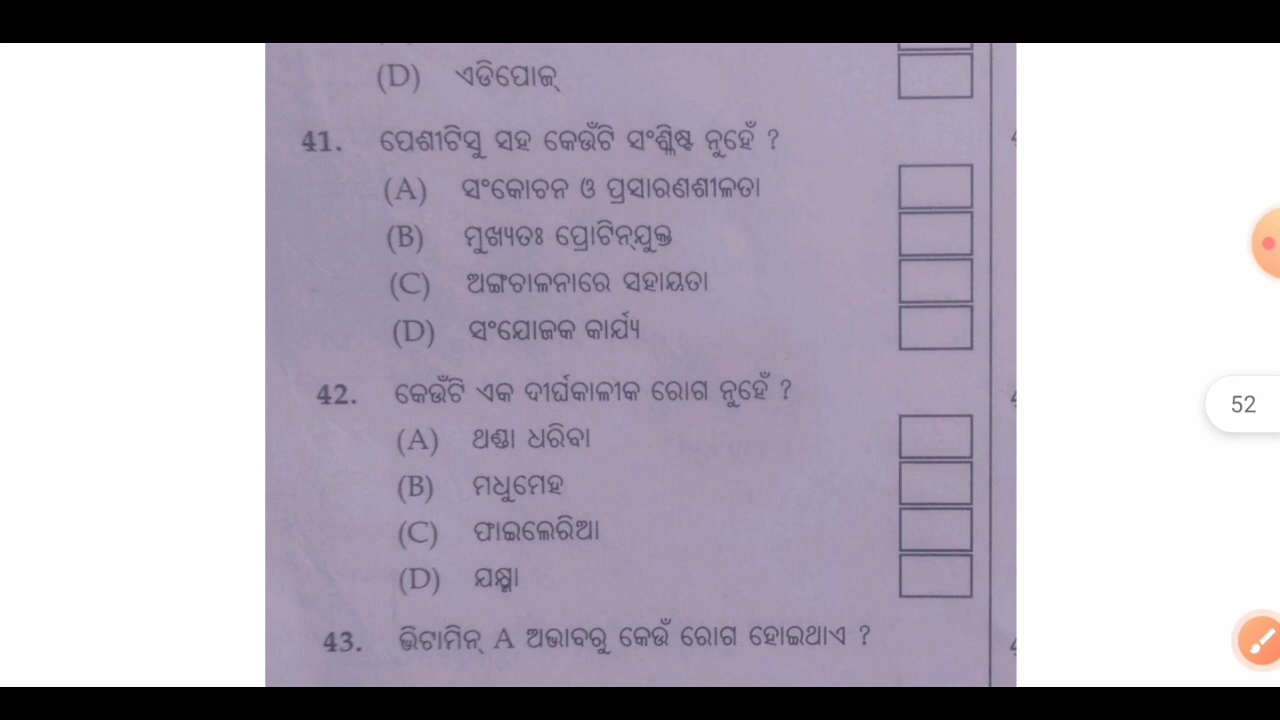 (D) ଏଡିପୋଜ୍
41. ପେଶୀଟିସୁ ସହ କେଉଁଟି ସଂଶ୍ଳିଷ୍ଟ ନୁହେଁ ?
(A) ସଂକୋଚନ ଓ ପ୍ରସାରଣଶୀଳତା
(B) ମୁଖ୍ୟତଃ ପ୍ରୋଟିନ୍‌ଯୁକ୍ତ
(C) ଅଙ୍ଗଚାଳନାରେ ସହାୟତା
(D) ସଂଯୋଜକ କାର୍ଯ୍ୟ
42. କେଉଁଟି ଏକ ଦୀର୍ଘକାଳୀକ ରୋଗ ନୁହେଁ ?
(A) ଥଣ୍ଡା ଧରିବା
(B) ମଧୁମେହ
(C) ଫାଇଲେରିଆ
(D) ଯକ୍ଷ୍ମା
43. ଭିଟାମିନ୍ A ଅଭାବରୁ କେଉଁ ରୋଗ ହୋଇଥାଏ ?
52